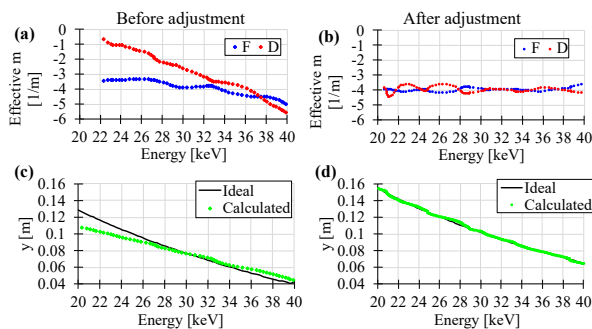 Before adjustment
(a)
F D
Effective m
[1/m]
0
-1
-2
-3
-4
-5
-6
20 22 24 26 28 30 32 34 36 38 40
Energy [keV]
After adjustment
(b)
F D
Effective m
[1/m]
0
-1
-2
-3
-4
-5
-6
20 22 24 26 28 30 32 34 36 38 40
Energy [keV]
(c)
Ideal
Calculated
y [m]
0.16
0.14
0.12
0.1
0.08
0.06
0.04
20 22 24 26 28 30 32 34 36 38 40
Energy [keV]
(d)
Ideal
Calculated
y [m]
0.16
0.14
0.12
0.1
0.08
0.06
0.04
20 22 24 26 28 30 32 34 36 38 40
Energy [keV]